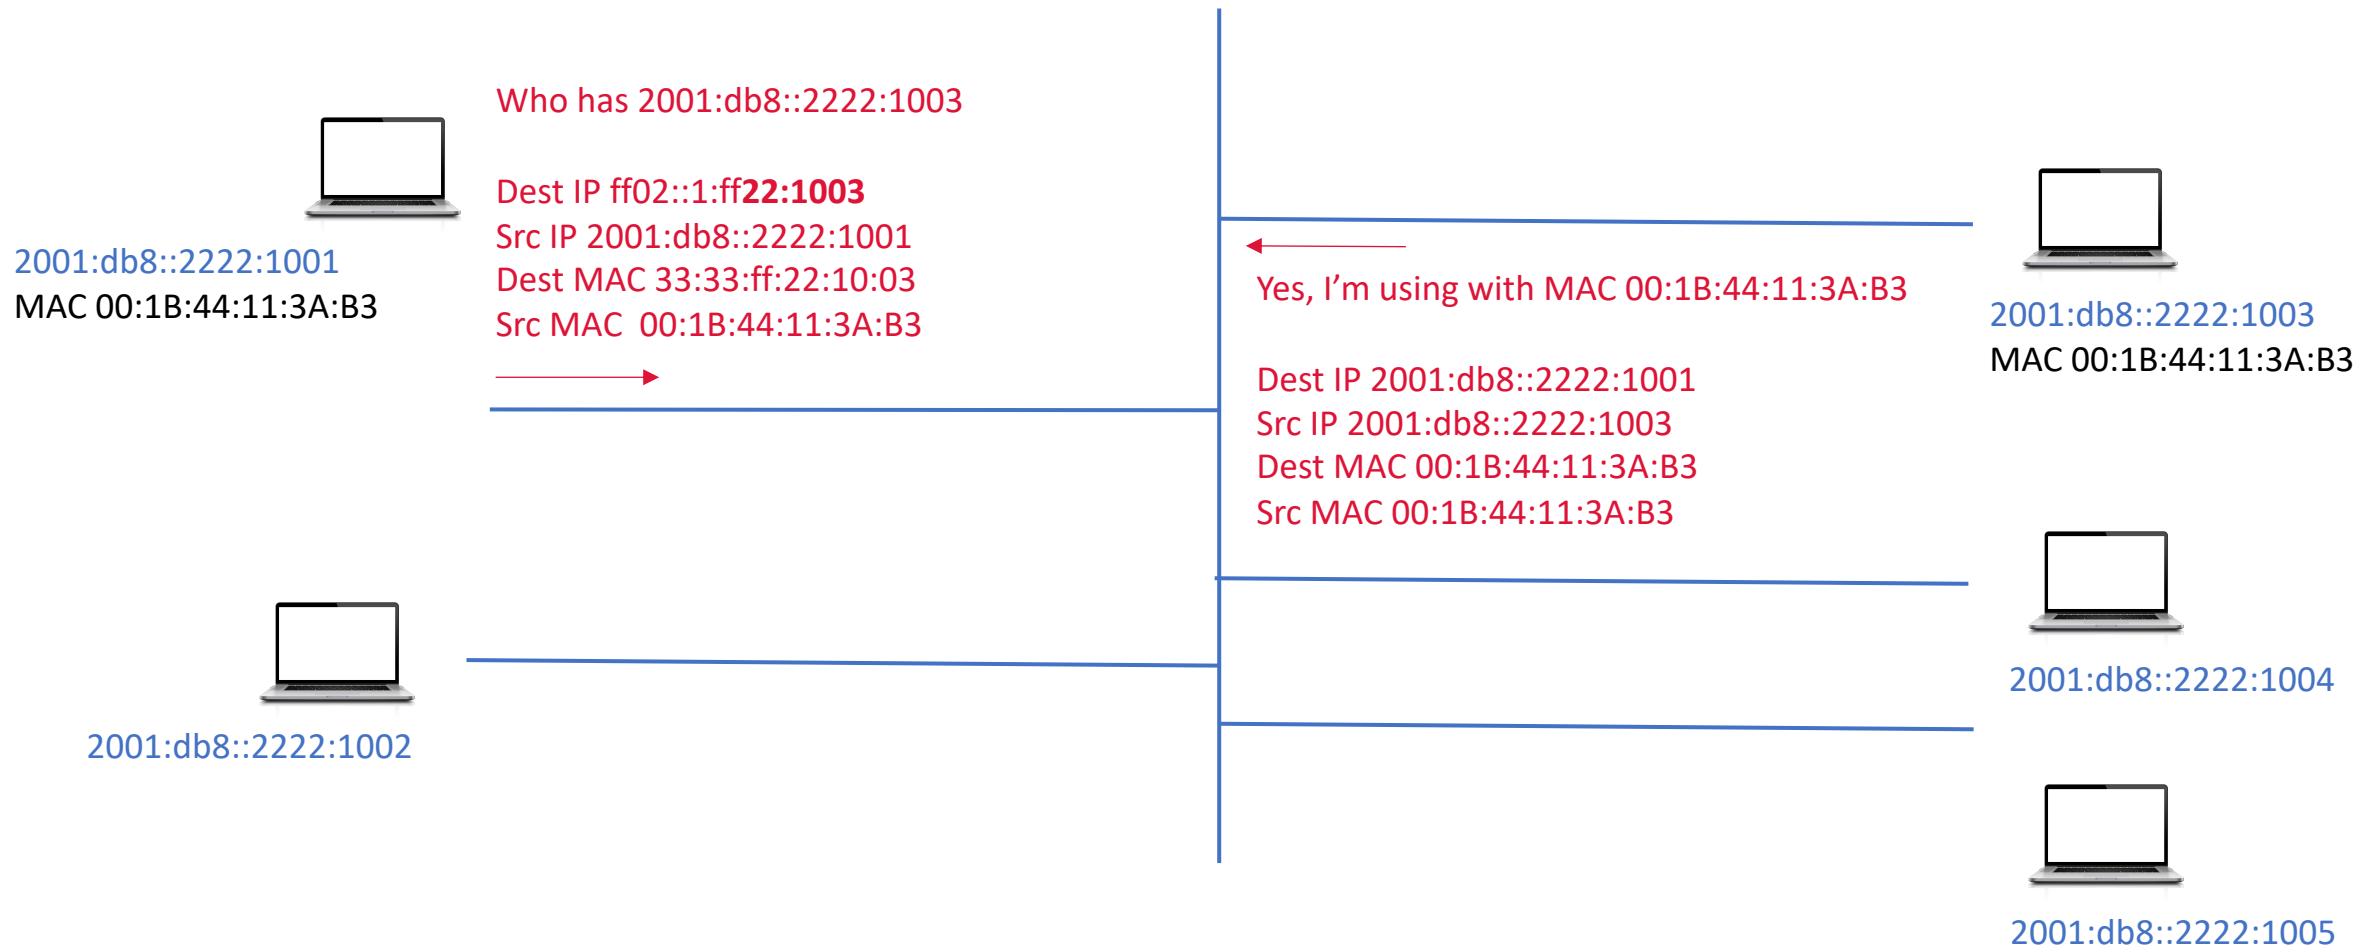 Who has 2001:db8::2222:1003
Dest IP ff02::1:ff22:1003
Src IP 2001:db8::2222:1001
Dest MAC 33:33:ff:22:10:03
Src MAC  00:1B:44:11:3A:B3
2001:db8::2222:1001
MAC 00:1B:44:11:3A:B3
Yes, I’m using with MAC 00:1B:44:11:3A:B3
Dest IP 2001:db8::2222:1001
Src IP 2001:db8::2222:1003
Dest MAC 00:1B:44:11:3A:B3
Src MAC 00:1B:44:11:3A:B3
2001:db8::2222:1003
MAC 00:1B:44:11:3A:B3
2001:db8::2222:1002
2001:db8::2222:1004
2001:db8::2222:1005